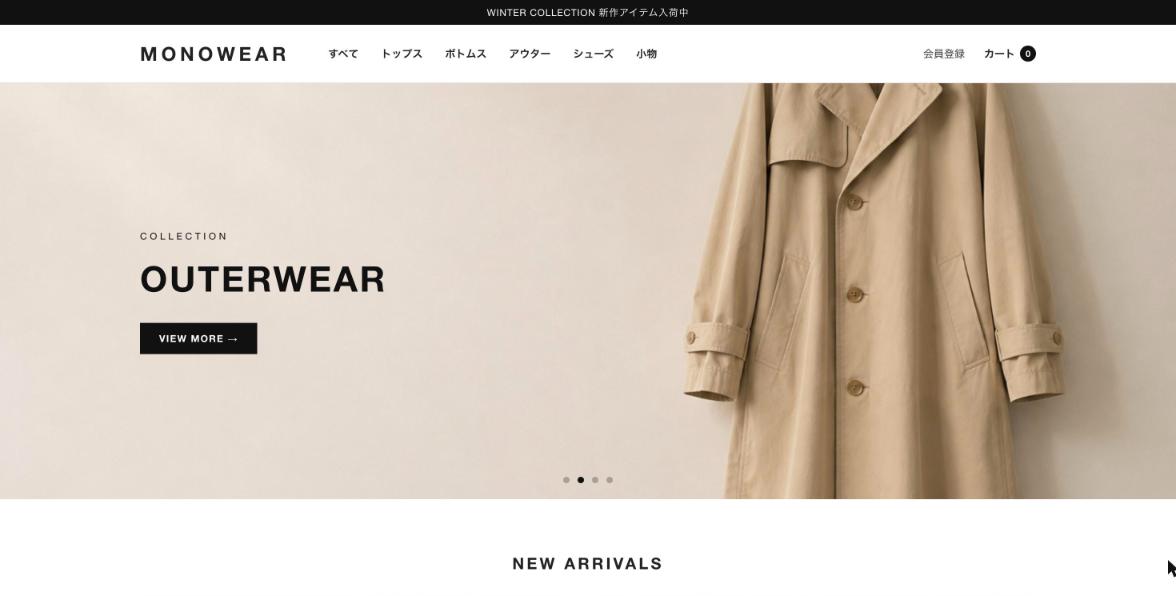 WINTER COLLECTION 新作アイテム入荷中
MONOWEAR
すべて トップス ボトムス アウター シューズ 小物
会員登録 カート 0
COLLECTION
OUTERWEAR
VIEW MORE →
NEW ARRIVALS